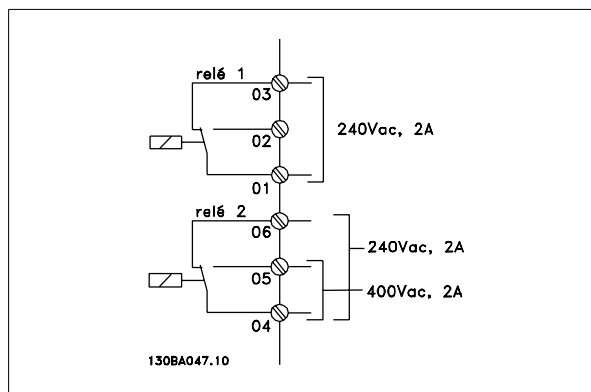 relé 1
03
02
01
240Vac, 2A
relé 2
06
05
04
240Vac, 2A
400Vac, 2A
130BA047.10